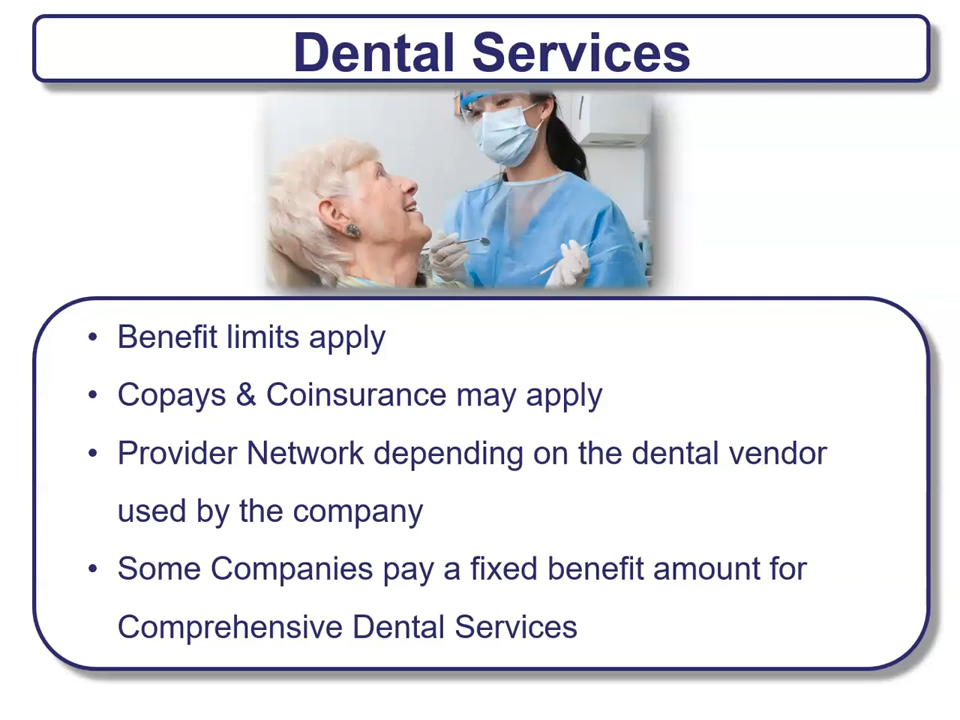 Dental Services
• Benefit limits apply
• Copays & Coinsurance may apply
• Provider Network depending on the dental vendor
used by the company
• Some Companies pay a fixed benefit amount for
Comprehensive Dental Services